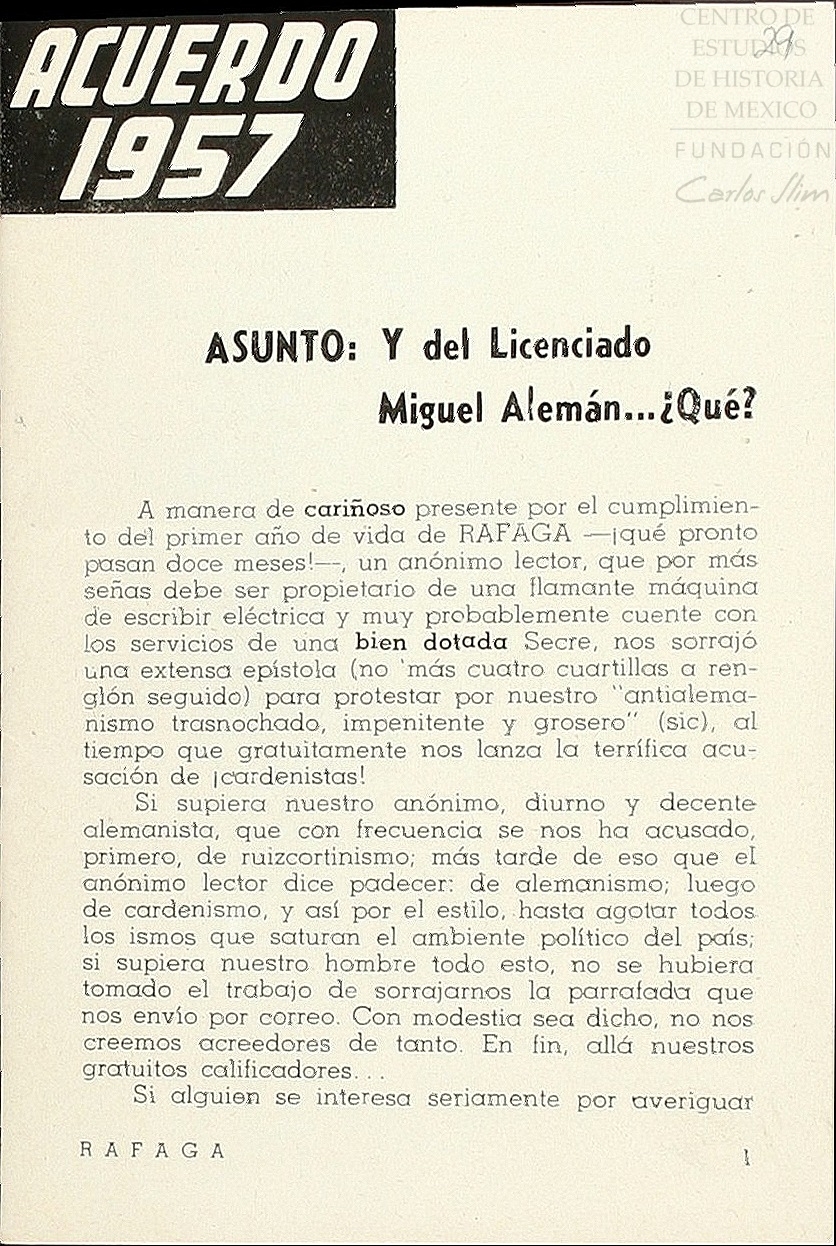 CENTRO DE
ESTUDIOS
DE HISTORIA
DE MEXICO
FUNDACIÓN
Carlos Slim
29
ACUERDO
1957
ASUNTO: Y del Licenciado
Miguel Alemán...¿Qué?
A manera de cariñoso presente por el cumplimien-
to del primer año de vida de RAFAGA —¡qué pronto
pasan doce meses!—, un anónimo lector, que por más
señas debe ser propietario de una flamante máquina
de escribir eléctrica y muy probablemente cuente con
los servicios de una bien dotada Secre, nos sorrajó
una extensa epístola (no 'más cuatro cuartillas a ren-
glón seguido) para protestar por nuestro "antialema-
nismo trasnochado, impenitente y grosero" (sic), al
tiempo que gratuitamente nos lanza la terrífica acu-
sación de ¡cardenistas!
Si supiera nuestro anónimo, diurno y decente
alemanista, que con frecuencia se nos ha acusado,
primero, de ruizcortinismo; más tarde de eso que el
anónimo lector dice padecer: de alemanismo; luego
de cardenismo, y así por el estilo, hasta agotar todos
los ismos que saturan el ambiente político del país;
si supiera nuestro hombre todo esto, no se hubiera
tomado el trabajo de sorrajarnos la parrafada que
nos envío por correo. Con modestia sea dicho, no nos
creemos acreedores de tanto. En fin, allá nuestros
gratuitos calificadores...
Si alguien se interesa seriamente por averiguar
RAFAGA 1